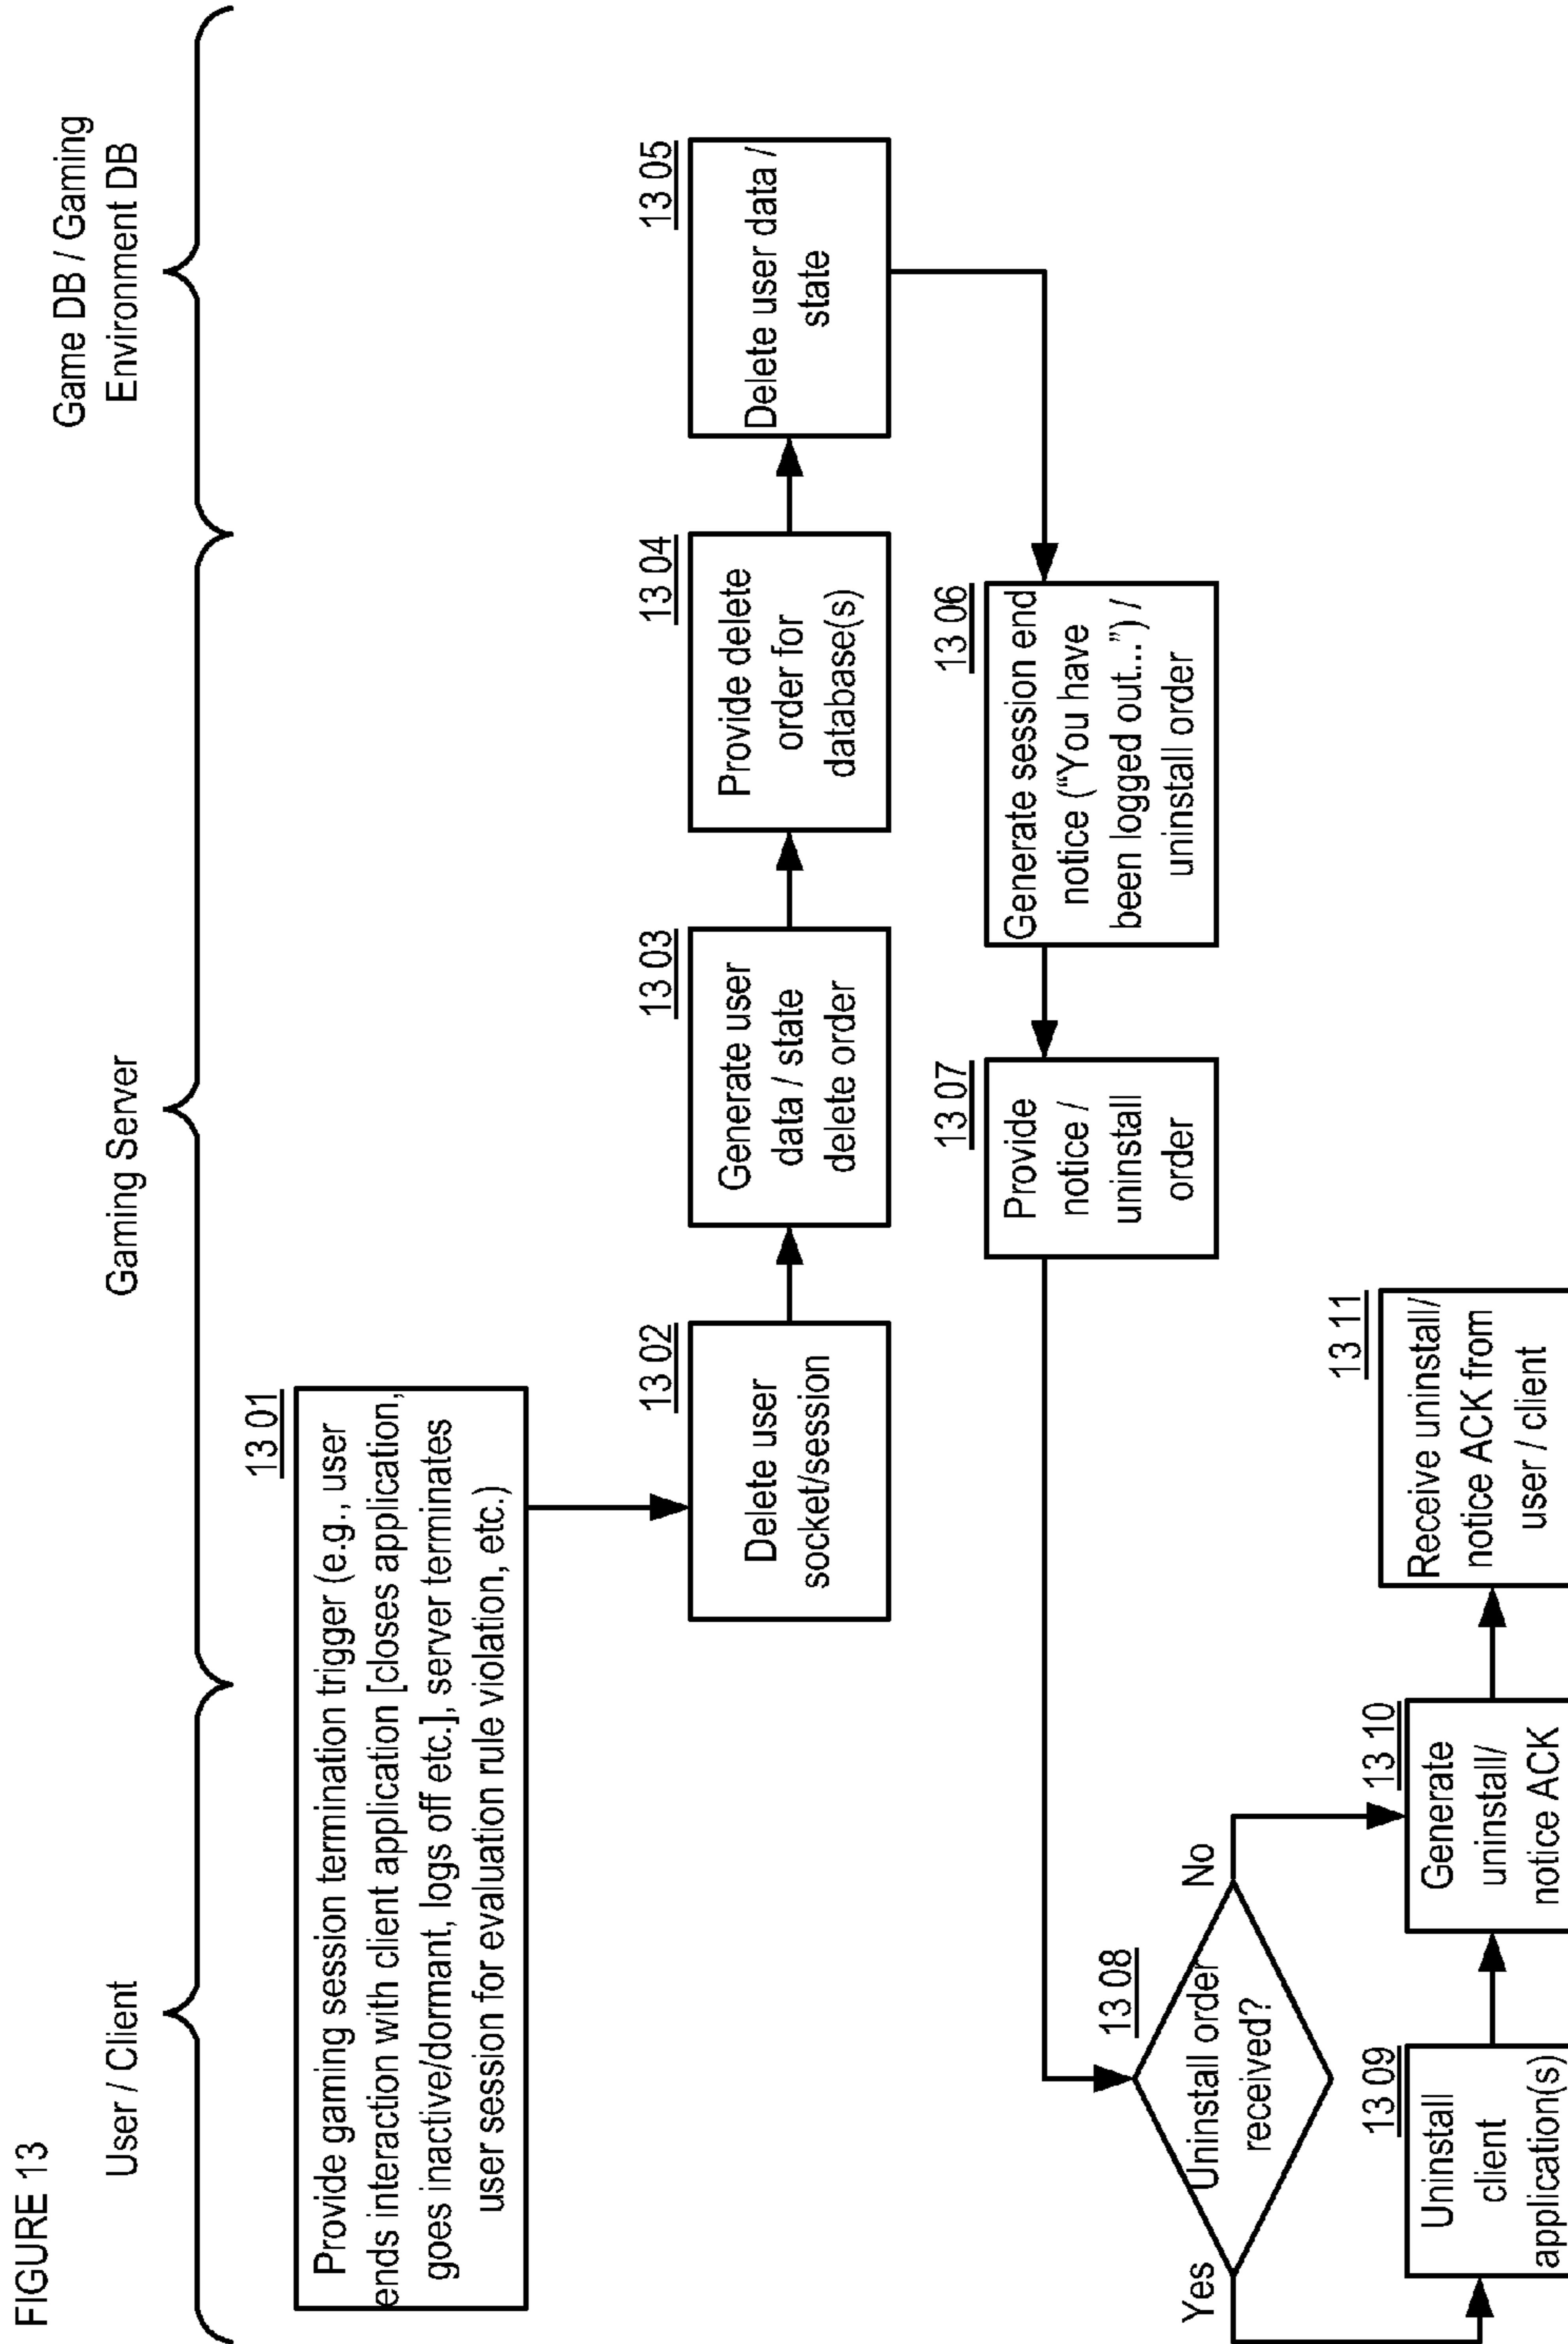 FIGURE 13
User / Client
Gaming Server
Game DB / Gaming
Environment DB
13 01
Provide gaming session termination trigger (e.g., user
ends interaction with client application [closes application,
goes inactive/dormant, logs off etc.], server terminates
user session for evaluation rule violation, etc.)
13 02
Delete user
socket/session
13 03
Generate user
data / state
delete order
13 04
Provide delete
order for
database(s)
13 05
Delete user data /
state
13 06
Generate session end
notice (“You have
been logged out...”) /
uninstall order
13 07
Provide
notice /
uninstall
order
13 08
Uninstall order
received?
Yes
No
13 09
Uninstall
client
application(s)
13 10
Generate
uninstall/
notice ACK
13 11
Receive uninstall/
notice ACK from
user / client